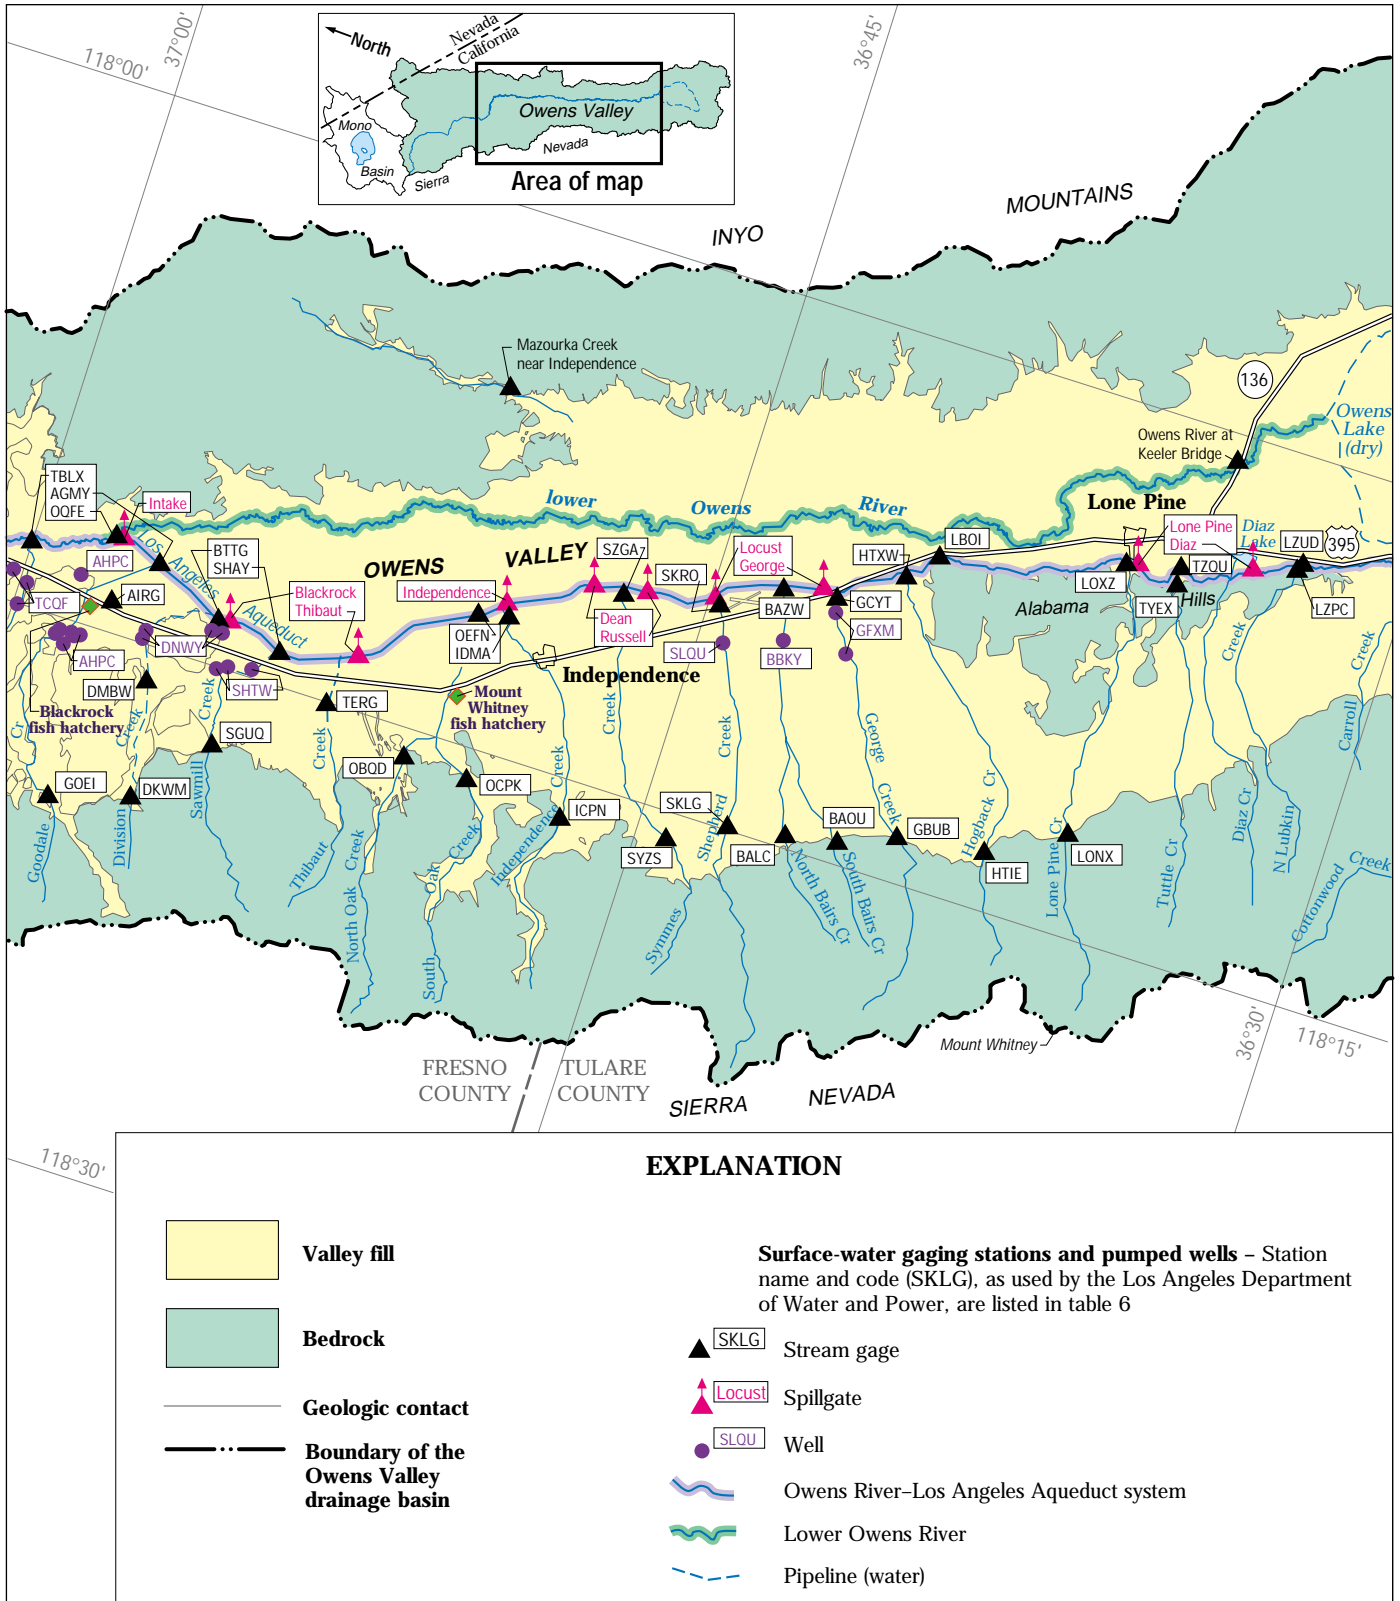 118°00'
37°00'
North
Nevada
California
Mono
Basin
Sierra
Owens Valley
Nevada
Area of map
36°45'
INYO
MOUNTAINS
Mazourka Creek
near Independence
136
Owens River at
Keeler Bridge
Owens
Lake
(dry)
TBLX
AGMY
OQFE
Intake
lower
Owens
River
Lone Pine
Lone Pine
Diaz
Diaz
Lake
LZUD
395
AHPC
Los
Angeles
Aqueduct
BTTG
SHAY
OWENS
VALLEY
SZGA
SKRO
Locust
George
HTXW
LBOI
LOXZ
TZQU
TCQF
AIRG
Blackrock
Thibaut
Independence
Dean
Russell
BAZW
GCYT
Alabama
Hills
TYEX
LZPC
AHPC
DNWY
OEFN
IDMA
SLQU
BBKY
GFXM
Independence
DMBW
SHTW
TERG
Mount
Whitney
fish hatchery
Blackrock
fish hatchery
Cr
Creek
Creek
Creek
Creek
Creek
Creek
Creek
Creek
SGUQ
OBQD
OCPK
George
Creek
Hogback Cr
Carroll
GOEI
DKWM
Sawmill
ICPN
SKLG
BAOU
GBUB
SYZS
BALC
HTIE
LONX
Goodale
Division
Thibaut
North Oak
Creek
South
Oak
Creek
Independence
Symmes
Shepherd
North Bairs Cr
South Bairs Cr
Lone Pine Cr
Tuttle Cr
Diaz Cr
N Lubkin
Cottonwood
Creek
Mount Whitney
36°30'
118°15'
FRESNO
COUNTY
TULARE
COUNTY
SIERRA
NEVADA
118°30'
EXPLANATION
Valley fill
Bedrock
Geologic contact
Boundary of the
Owens Valley
drainage basin
Surface-water gaging stations and pumped wells – Station
name and code (SKLG), as used by the Los Angeles Department
of Water and Power, are listed in table 6
SKLG
Stream gage
Locust
Spillgate
SLQU
Well
Owens River–Los Angeles Aqueduct system
Lower Owens River
Pipeline (water)